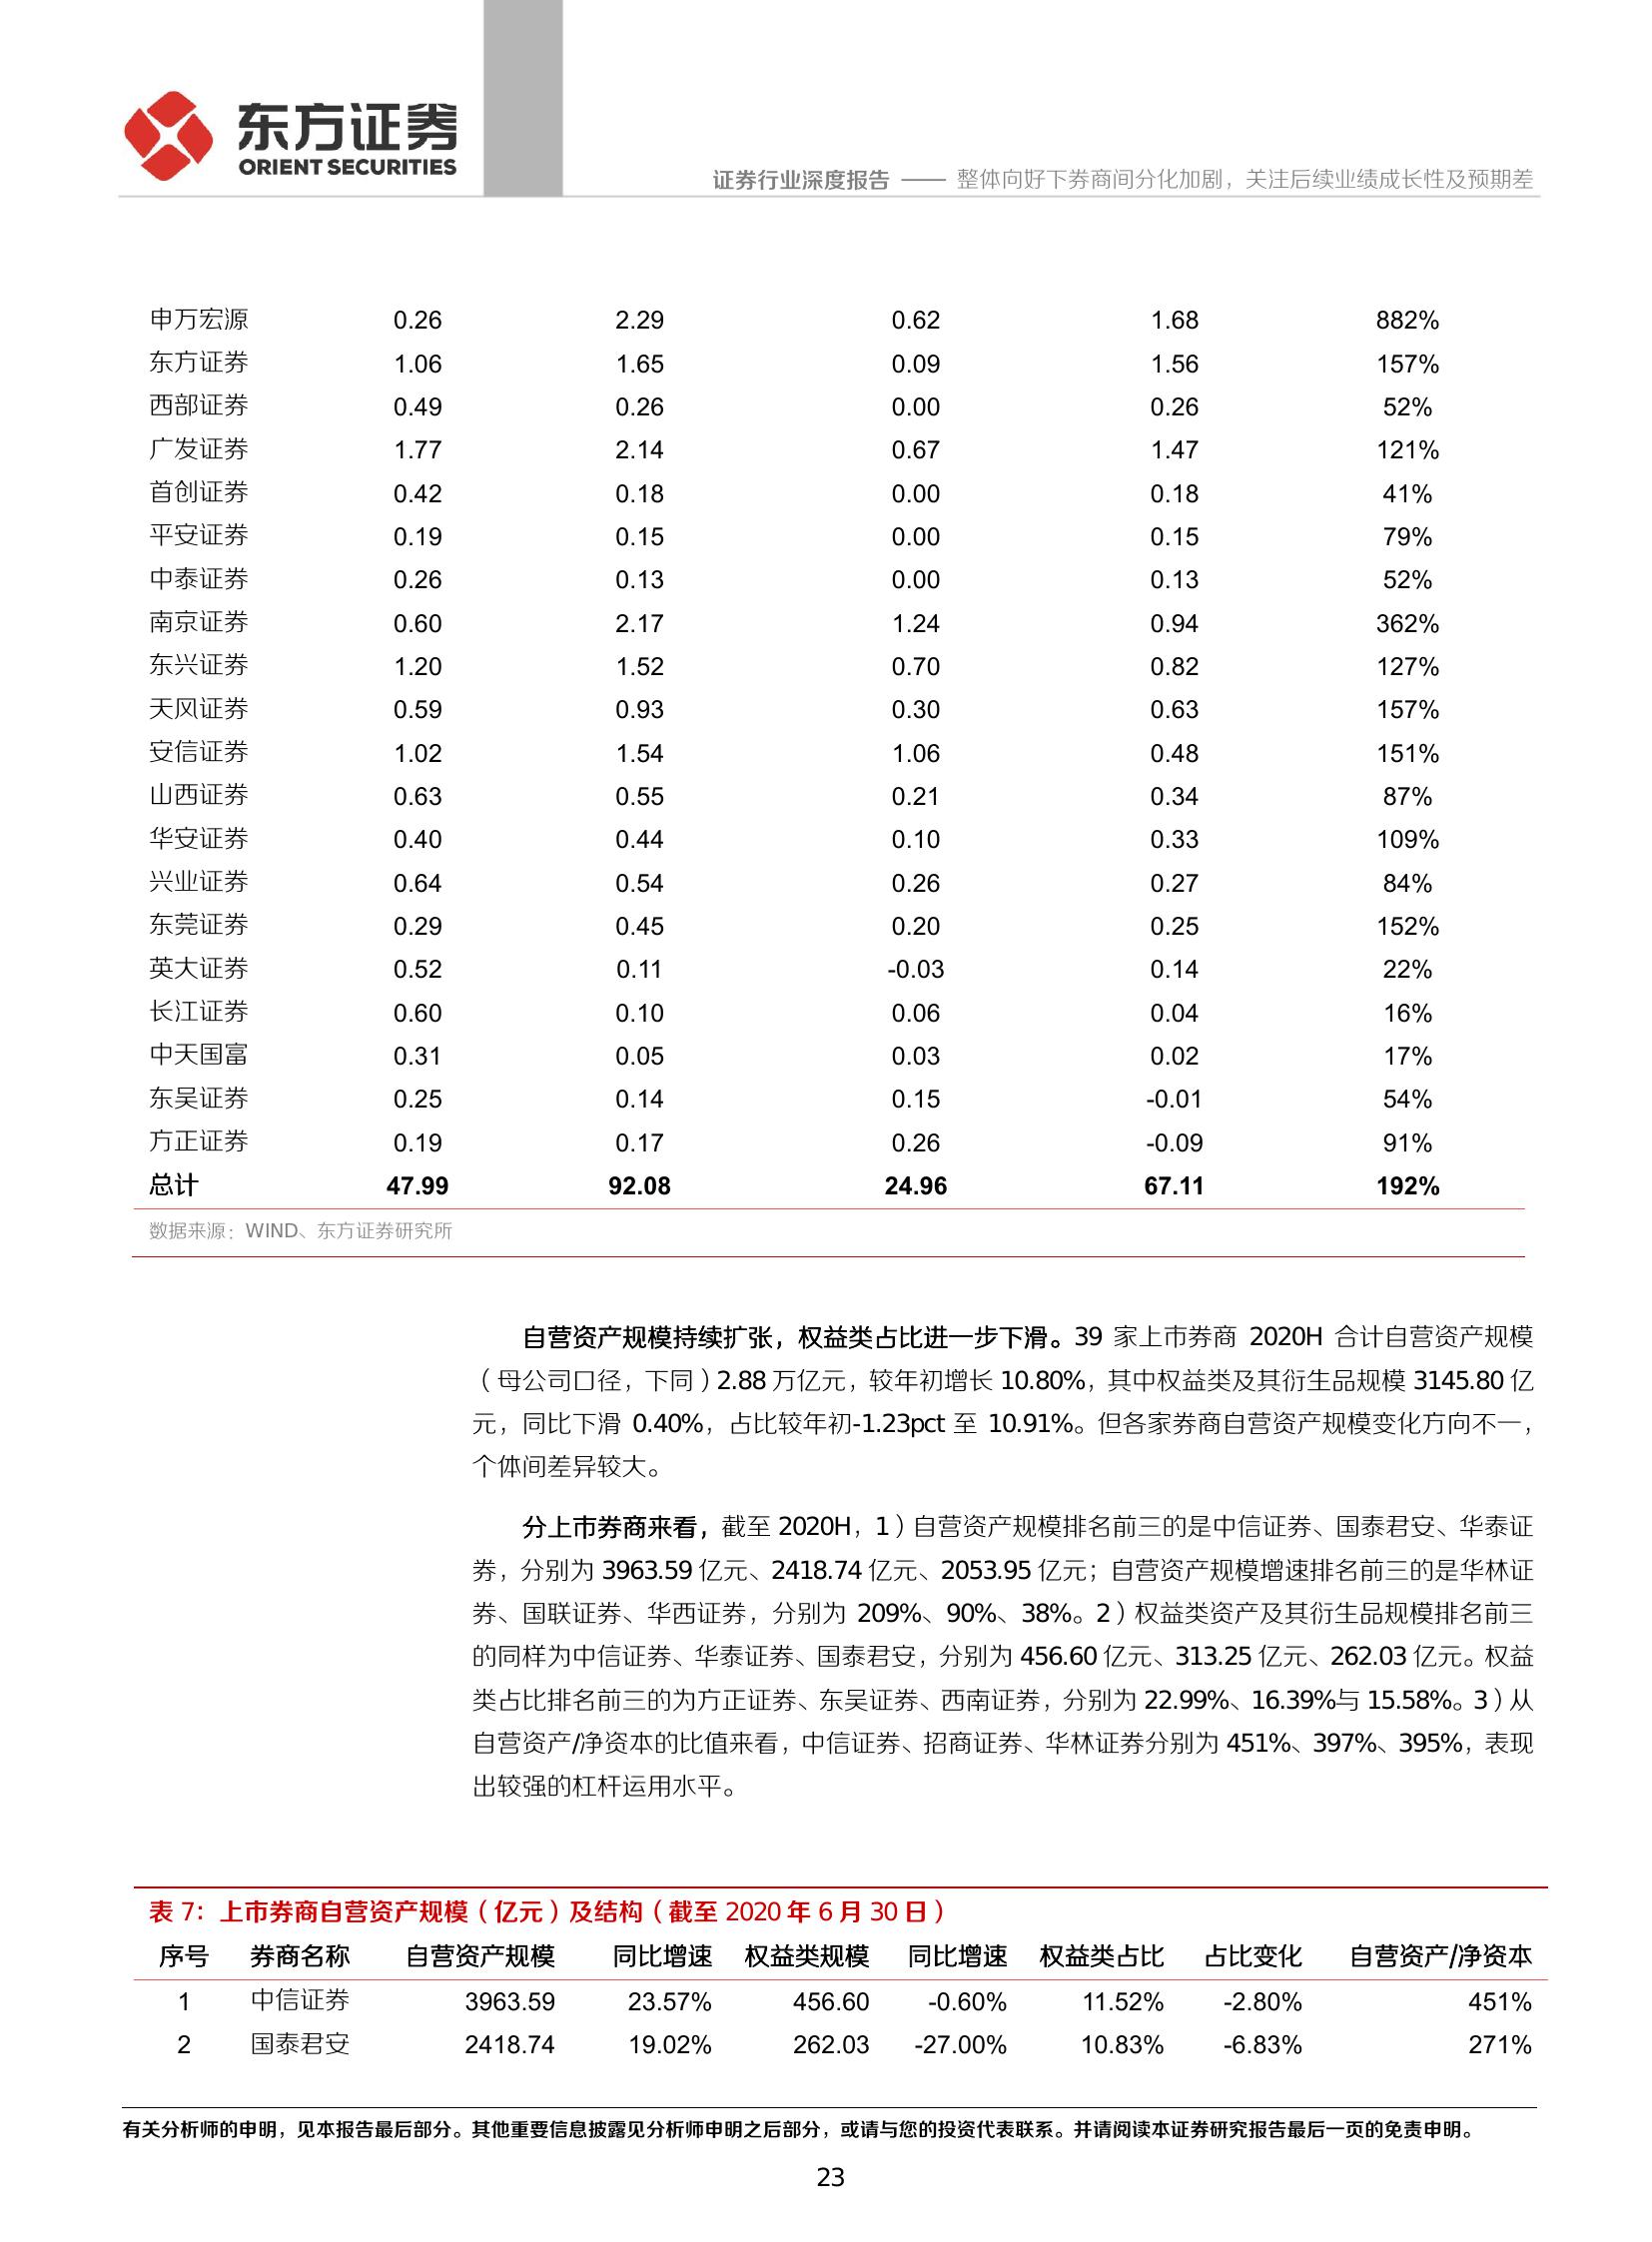 东方证券
ORIENT SECURITIES
证券行业深度报告 —— 整体向好下券商间分化加剧，关注后续业绩成长性及预期差
申万宏源 0.26 2.29 0.62 1.68 882%
东方证券 1.06 1.65 0.09 1.56 157%
西部证券 0.49 0.26 0.00 0.26 52%
广发证券 1.77 2.14 0.67 1.47 121%
首创证券 0.42 0.18 0.00 0.18 41%
平安证券 0.19 0.15 0.00 0.15 79%
中泰证券 0.26 0.13 0.00 0.13 52%
南京证券 0.60 2.17 1.24 0.94 362%
东兴证券 1.20 1.52 0.70 0.82 127%
天风证券 0.59 0.93 0.30 0.63 157%
安信证券 1.02 1.54 1.06 0.48 151%
山西证券 0.63 0.55 0.21 0.34 87%
华安证券 0.40 0.44 0.10 0.33 109%
兴业证券 0.64 0.54 0.26 0.27 84%
东莞证券 0.29 0.45 0.20 0.25 152%
英大证券 0.52 0.11 -0.03 0.14 22%
长江证券 0.60 0.10 0.06 0.04 16%
中天国富 0.31 0.05 0.03 0.02 17%
东吴证券 0.25 0.14 0.15 -0.01 54%
方正证券 0.19 0.17 0.26 -0.09 91%
总计 47.99 92.08 24.96 67.11 192%
数据来源：WIND、东方证券研究所
自营资产规模持续扩张，权益类占比进一步下滑。39 家上市券商 2020H 合计自营资产规模
（母公司口径，下同）2.88 万亿元，较年初增长 10.80%，其中权益类及其衍生品规模 3145.80 亿
元，同比下滑 0.40%，占比较年初-1.23pct 至 10.91%。但各家券商自营资产规模变化方向不一，
个体间差异较大。
分上市券商来看，截至 2020H，1）自营资产规模排名前三的是中信证券、国泰君安、华泰证
券，分别为 3963.59 亿元、2418.74 亿元、2053.95 亿元；自营资产规模增速排名前三的是华林证
券、国联证券、华西证券，分别为 209%、90%、38%。2）权益类资产及其衍生品规模排名前三
的同样为中信证券、华泰证券、国泰君安，分别为 456.60 亿元、313.25 亿元、262.03 亿元。权益
类占比排名前三的为方正证券、东吴证券、西南证券，分别为 22.99%、16.39%与 15.58%。3）从
自营资产/净资本的比值来看，中信证券、招商证券、华林证券分别为 451%、397%、395%，表现
出较强的杠杆运用水平。
表 7：上市券商自营资产规模（亿元）及结构（截至 2020 年 6 月 30 日）
序号 券商名称 自营资产规模 同比增速 权益类规模 同比增速 权益类占比 占比变化 自营资产/净资本
1 中信证券 3963.59 23.57% 456.60 -0.60% 11.52% -2.80% 451%
2 国泰君安 2418.74 19.02% 262.03 -27.00% 10.83% -6.83% 271%
有关分析师的申明，见本报告最后部分。其他重要信息披露见分析师申明之后部分，或请与您的投资代表联系。并请阅读本证券研究报告最后一页的免责申明。
23